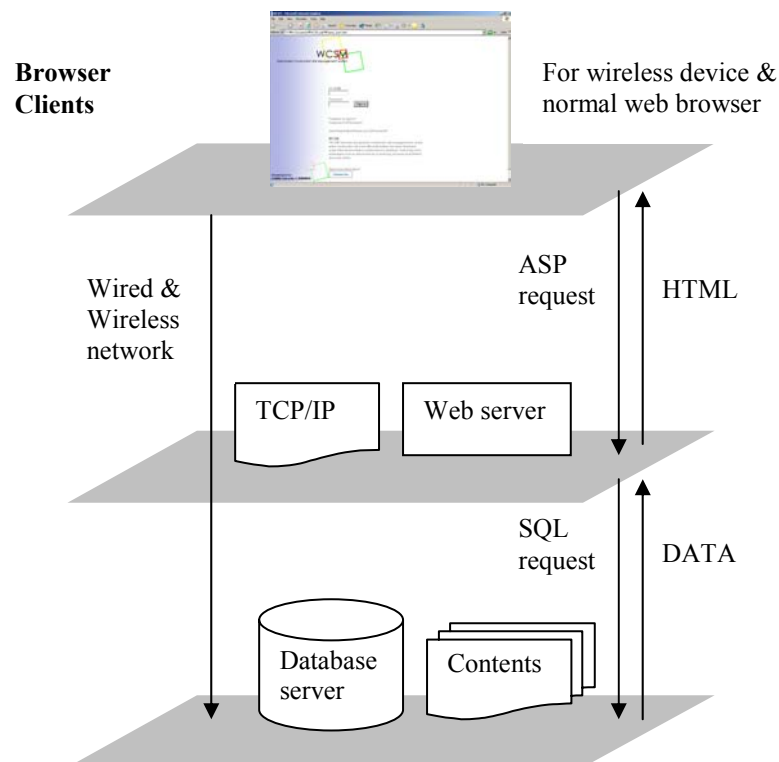 WCSM
Browser
Clients
For wireless device &
normal web browser
Wired &
Wireless
network
ASP
request
HTML
TCP/IP
Web server
SQL
request
DATA
Database
server
Contents